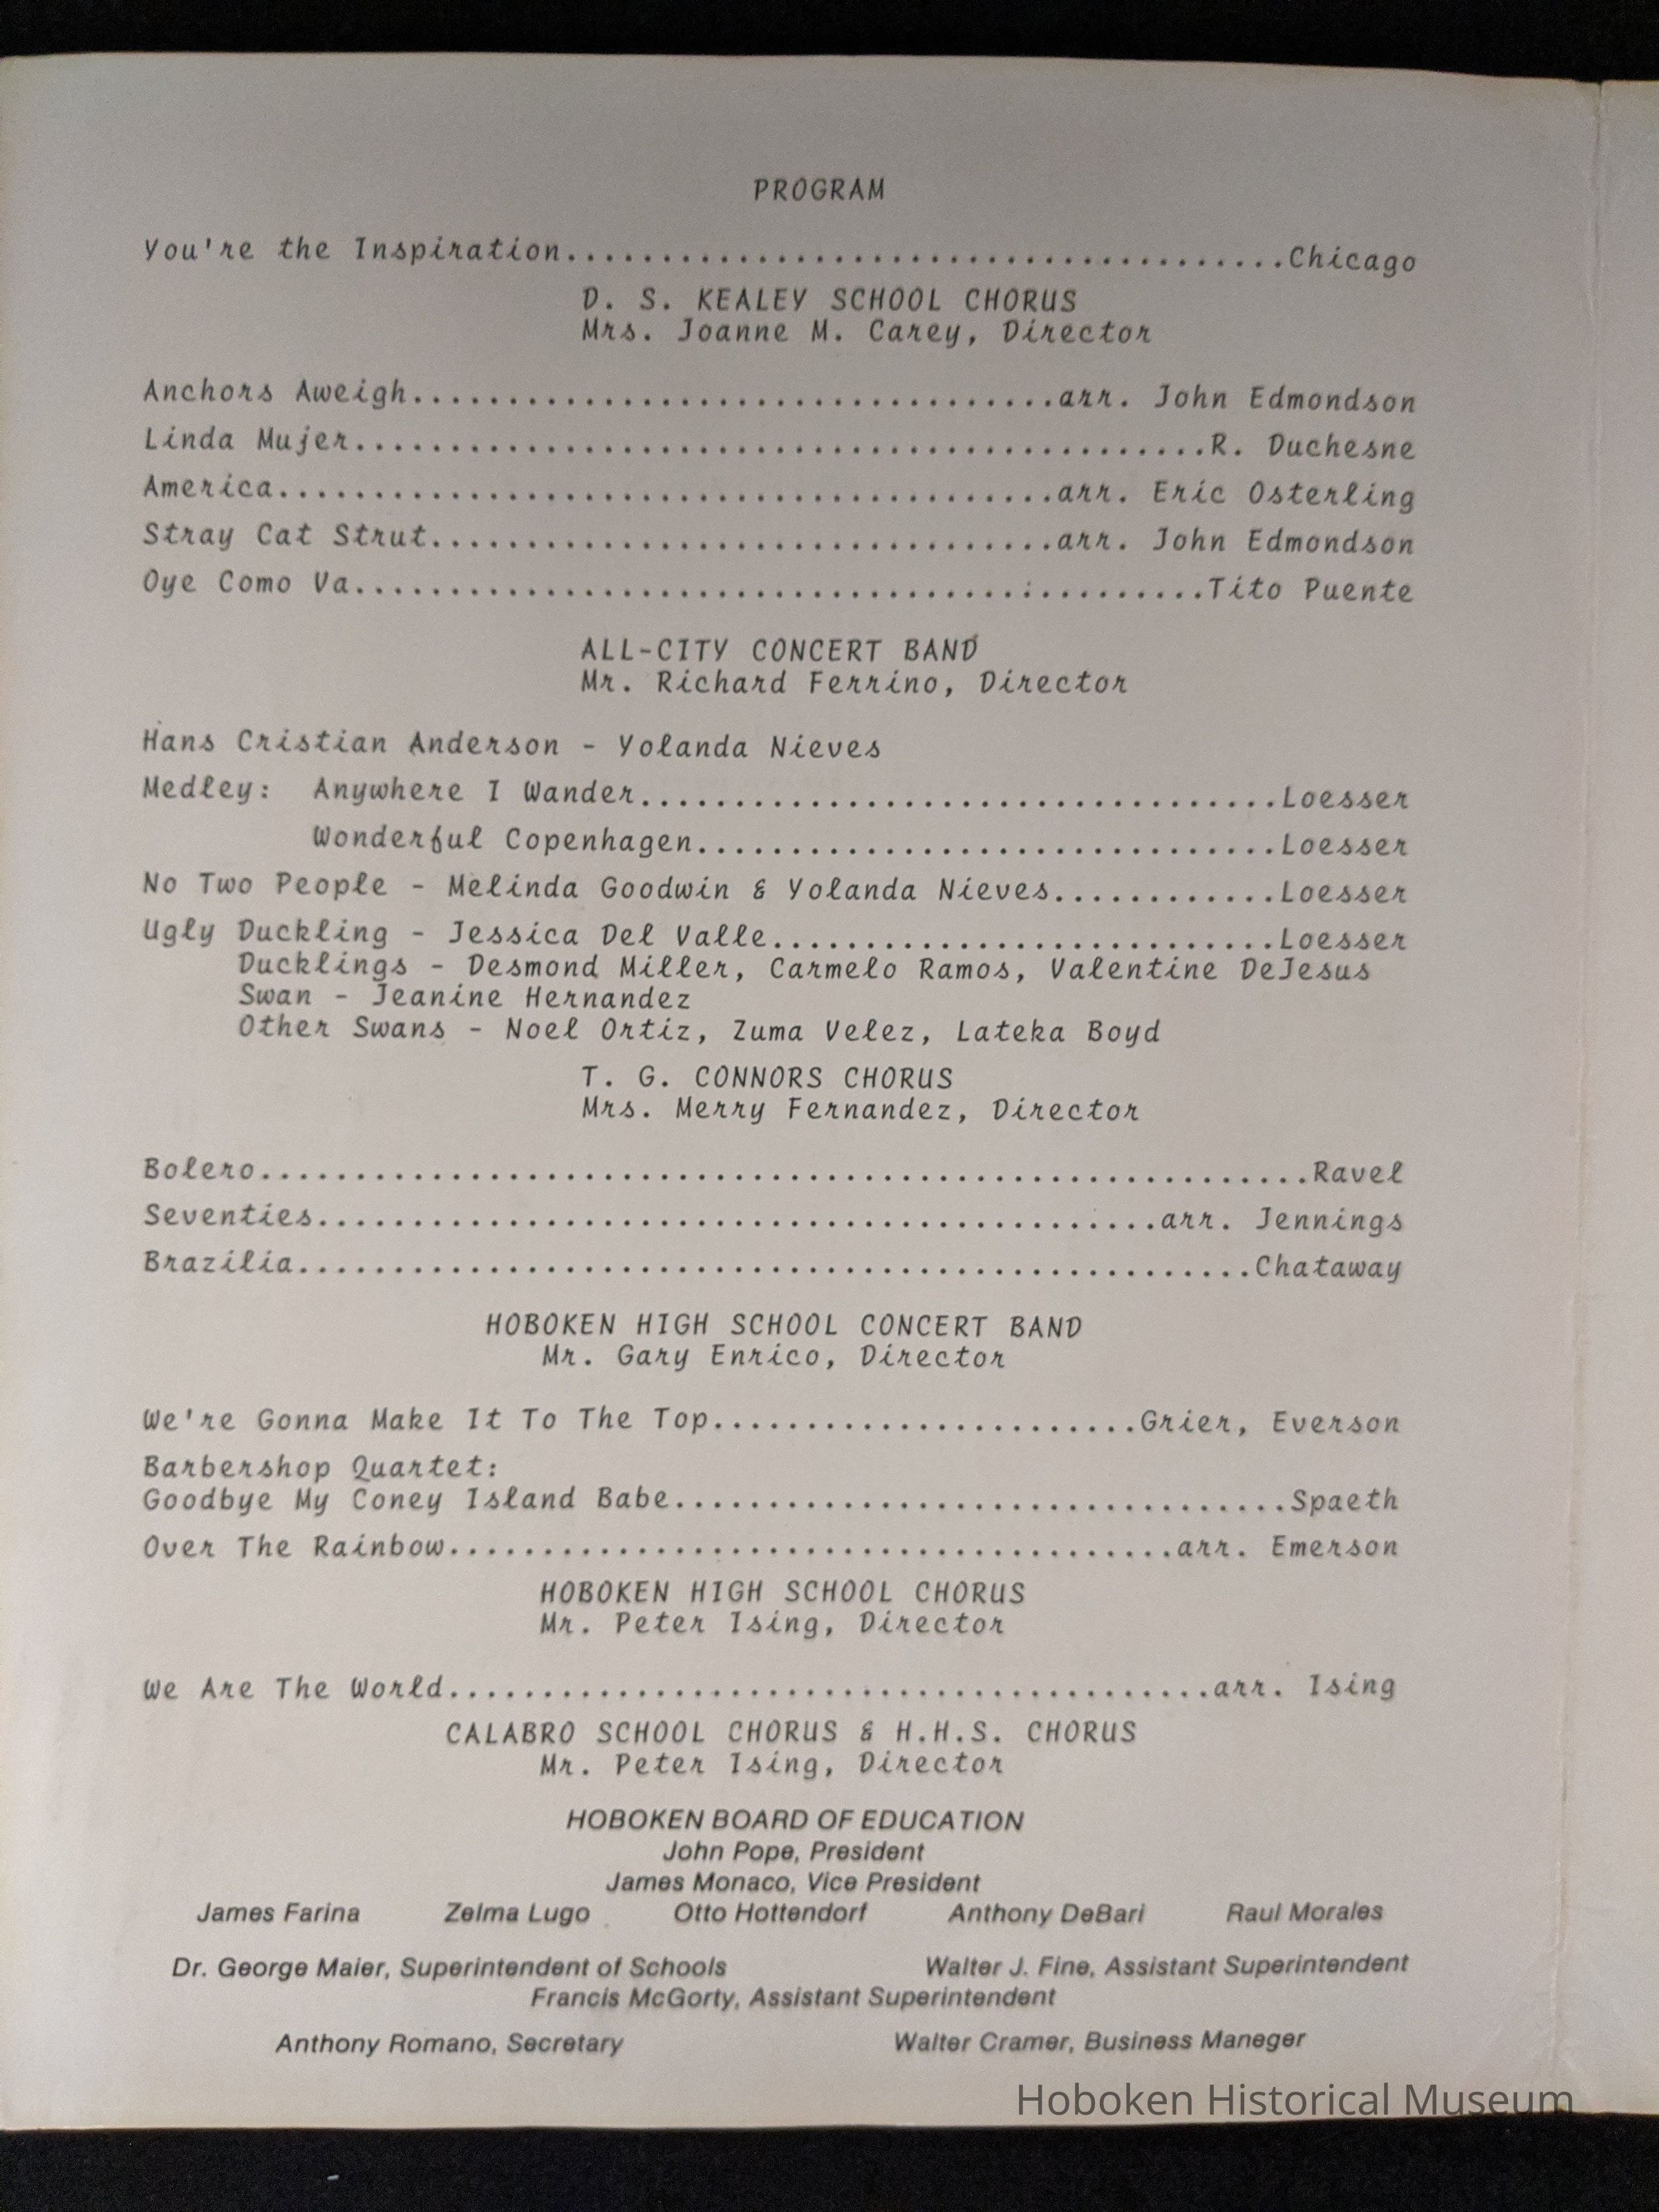 PROGRAM
You're the Inspiration......................................Chicago
D. S. KEALEY SCHOOL CHORUS
Mrs. Joanne M. Carey, Director
Anchors Aweigh..................................arr. John Edmondson
Linda Mujer.............................................R. Duchesne
America.........................................arr. Eric Osterling
Stray Cat Strut.................................arr. John Edmondson
Oye Como Va.............................................Tito Puente
ALL-CITY CONCERT BAND
Mr. Richard Ferrino, Director
Hans Cristian Anderson - Yolanda Nieves
Medley: Anywhere I Wander..................................Loesser
Wonderful Copenhagen...............................Loesser
No Two People - Melinda Goodwin & Yolanda Nieves............Loesser
Ugly Duckling - Jessica Del Valle...........................Loesser
Ducklings - Desmond Miller, Carmelo Ramos, Valentine DeJesus
Swan - Jeanine Hernandez
Other Swans - Noel Ortiz, Zuma Velez, Lateka Boyd
T. G. CONNORS CHORUS
Mrs. Merry Fernandez, Director
Bolero........................................................Ravel
Seventies.............................................arr. Jennings
Brazilia...................................................Chataway
HOBOKEN HIGH SCHOOL CONCERT BAND
Mr. Gary Enrico, Director
We're Gonna Make It To The Top.......................Grier, Everson
Barbershop Quartet:
Goodbye My Coney Island Babe.................................Spaeth
Over The Rainbow.......................................arr. Emerson
HOBOKEN HIGH SCHOOL CHORUS
Mr. Peter Ising, Director
We Are The World.........................................arr. Ising
CALABRO SCHOOL CHORUS & H.H.S. CHORUS
Mr. Peter Ising, Director
HOBOKEN BOARD OF EDUCATION
John Pope, President
James Monaco, Vice President
James Farina Zelma Lugo Otto Hottendorf Anthony DeBari Raul Morales
Dr. George Maier, Superintendent of Schools Walter J. Fine, Assistant Superintendent
Francis McGorty, Assistant Superintendent
Anthony Romano, Secretary Walter Cramer, Business Maneger
Hoboken Historical Museum